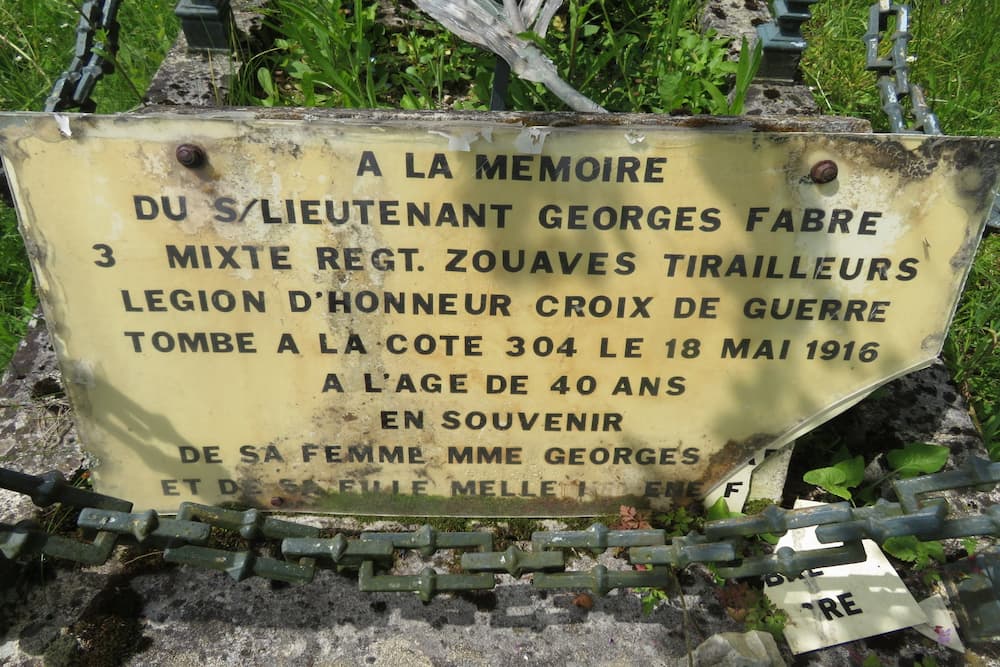 A LA MEMOIRE
DU S/LIEUTENANT GEORGES FABRE
3 MIXTE REGT. ZOUAVES TIRAILLEURS
LEGION D'HONNEUR CROIX DE GUERRE
TOMBE A LA COTE 304 LE 18 MAI 1916
A L'AGE DE 40 ANS
EN SOUVENIR
DE SA FEMME MME GEORGES
ET DE SA FILLE MELLE
F
RE